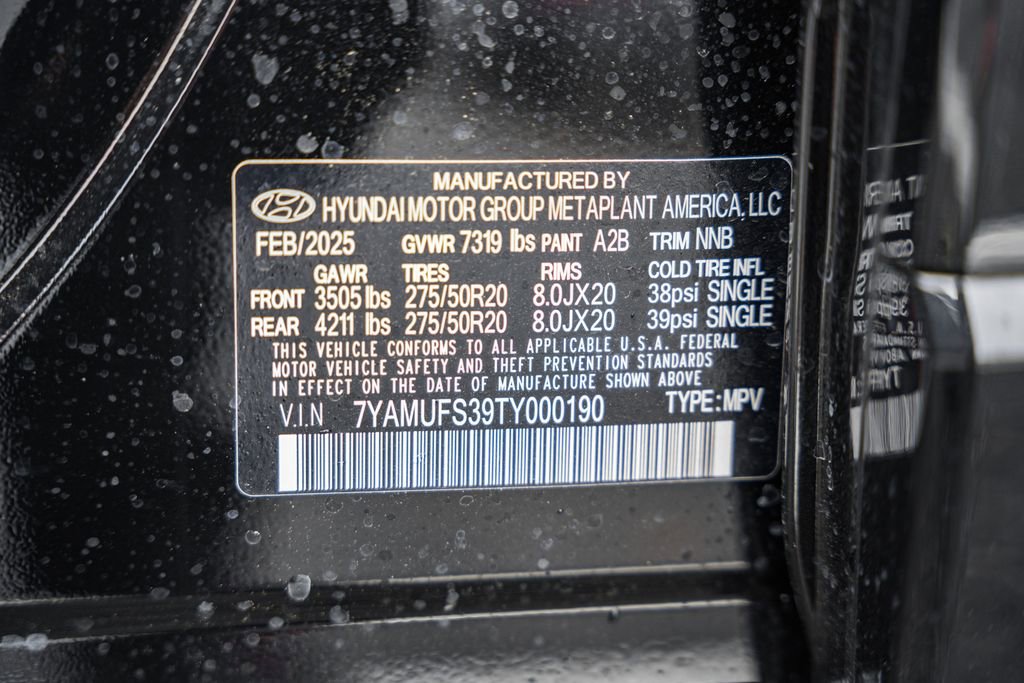 MANUFACTURED BY
HYUNDAI MOTOR GROUP METAPLANT AMERICA, LLC
FEB/2025 GVWR 7319 lbs PAINT A2B TRIM NNB
GAWR TIRES RIMS COLD TIRE INFL
FRONT 3505 lbs 275/50R20 8.0JX20 38psi SINGLE
REAR 4211 lbs 275/50R20 8.0JX20 39psi SINGLE
THIS VEHICLE CONFORMS TO ALL APPLICABLE U.S.A. FEDERAL
MOTOR VEHICLE SAFETY AND THEFT PREVENTION STANDARDS
IN EFFECT ON THE DATE OF MANUFACTURE SHOWN ABOVE
V.I.N 7YAMUFS39TY000190 TYPE: MPV